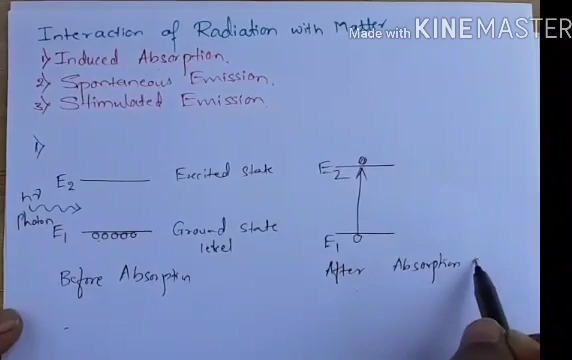 Interaction of Radiation with Matter
Made with KINEMASTER
1) Induced Absorption.
2) Spontaneous Emission.
3) Stimulated Emission.
1)
E2 Excited state
hν
Photon
E1 Ground state
level
Before Absorption
E2
E1
After Absorption